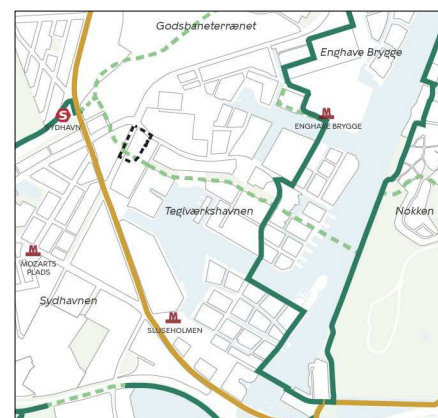 Godsbaneterrænet
Enghave Brygge
S
SYDHAVN
M
ENGHAVE BRYGGE
Teglværkshavnen
Nokken
M
MOZARTS
PLADS
Sydhavnen
M
SLUSEHOLMEN